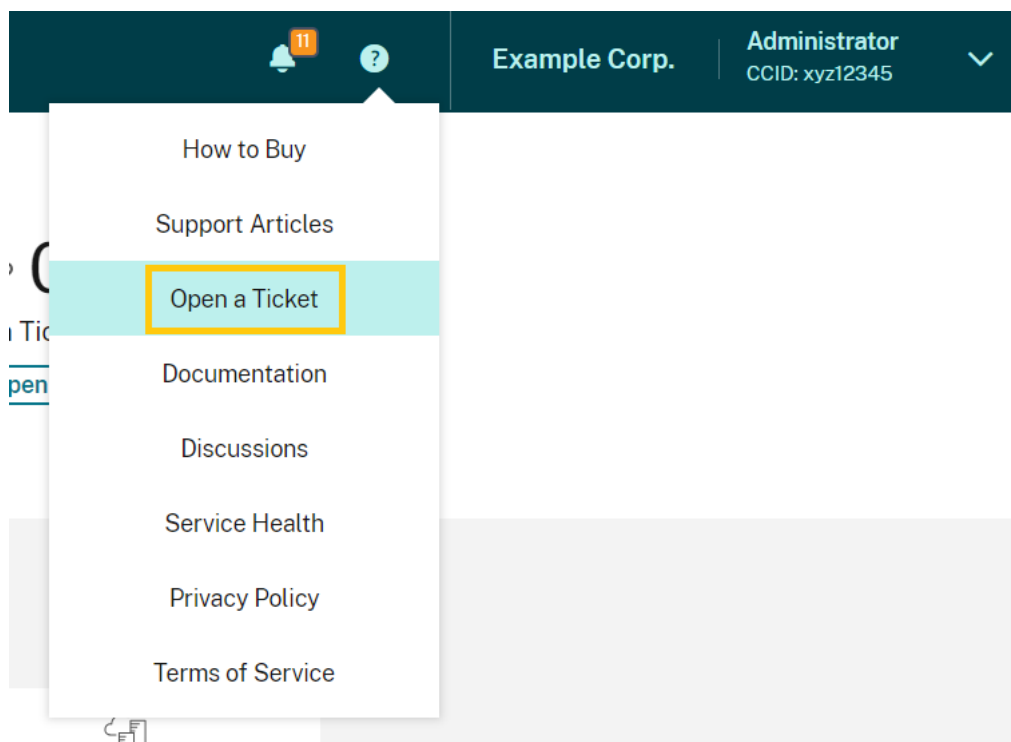 11
?
Example Corp.
Administrator
CCID: xyz12345
How to Buy
Support Articles
Open a Ticket
Documentation
Discussions
Service Health
Privacy Policy
Terms of Service